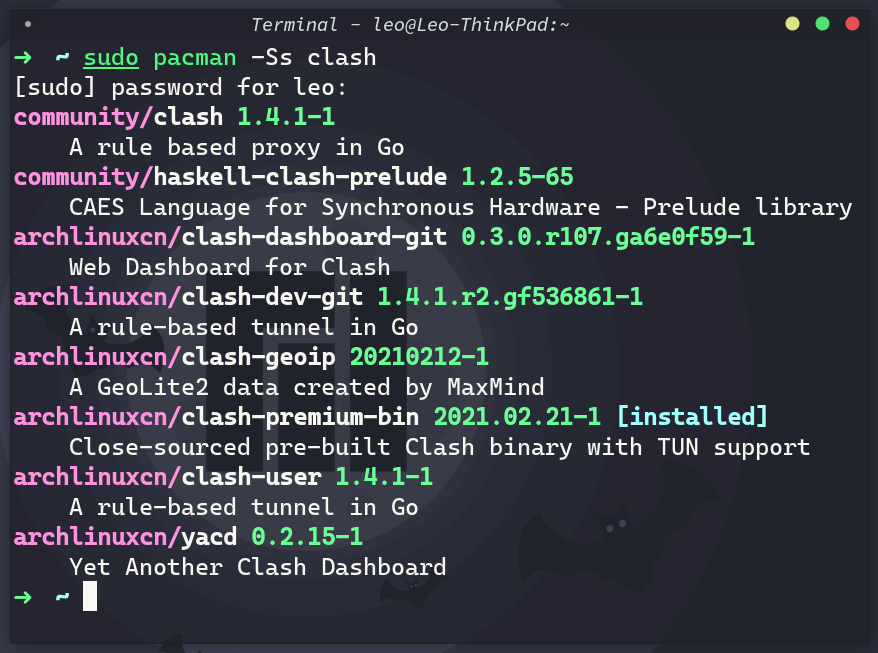 Terminal - leo@Leo-ThinkPad:~
→ ~ sudo pacman -Ss clash
[sudo] password for leo:
community/clash 1.4.1-1
    A rule based proxy in Go
community/haskell-clash-prelude 1.2.5-65
    CAES Language for Synchronous Hardware - Prelude library
archlinuxcn/clash-dashboard-git 0.3.0.r107.ga6e0f59-1
    Web Dashboard for Clash
archlinuxcn/clash-dev-git 1.4.1.r2.gf536861-1
    A rule-based tunnel in Go
archlinuxcn/clash-geoip 20210212-1
    A GeoLite2 data created by MaxMind
archlinuxcn/clash-premium-bin 2021.02.21-1 [installed]
    Close-sourced pre-built Clash binary with TUN support
archlinuxcn/clash-user 1.4.1-1
    A rule-based tunnel in Go
archlinuxcn/yacd 0.2.15-1
    Yet Another Clash Dashboard
→ ~